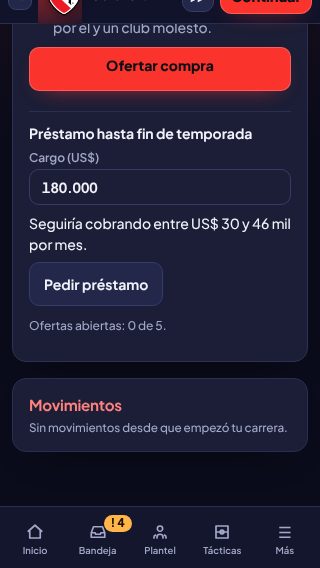 por él y un club molesto.
Ofertar compra
Préstamo hasta fin de temporada
Cargo (US$)
180.000
Seguiría cobrando entre US$ 30 y 46 mil
por mes.
Pedir préstamo
Ofertas abiertas: 0 de 5.
Movimientos
Sin movimientos desde que empezó tu carrera.
! 4
Inicio
Bandeja
Plantel
Tácticas
Más